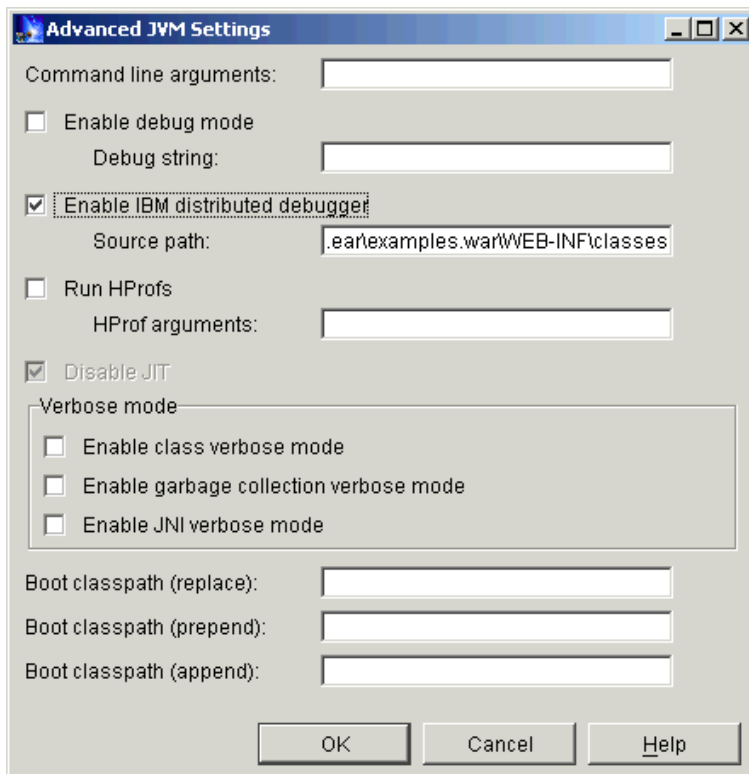 Advanced JVM Settings
Command line arguments:
Enable debug mode
Debug string:
Enable IBM distributed debugger
Source path: .ear\examples.war\WEB-INF\classes
Run HProfs
HProf arguments:
Disable JIT
Verbose mode
Enable class verbose mode
Enable garbage collection verbose mode
Enable JNI verbose mode
Boot classpath (replace):
Boot classpath (prepend):
Boot classpath (append):
OK Cancel Help